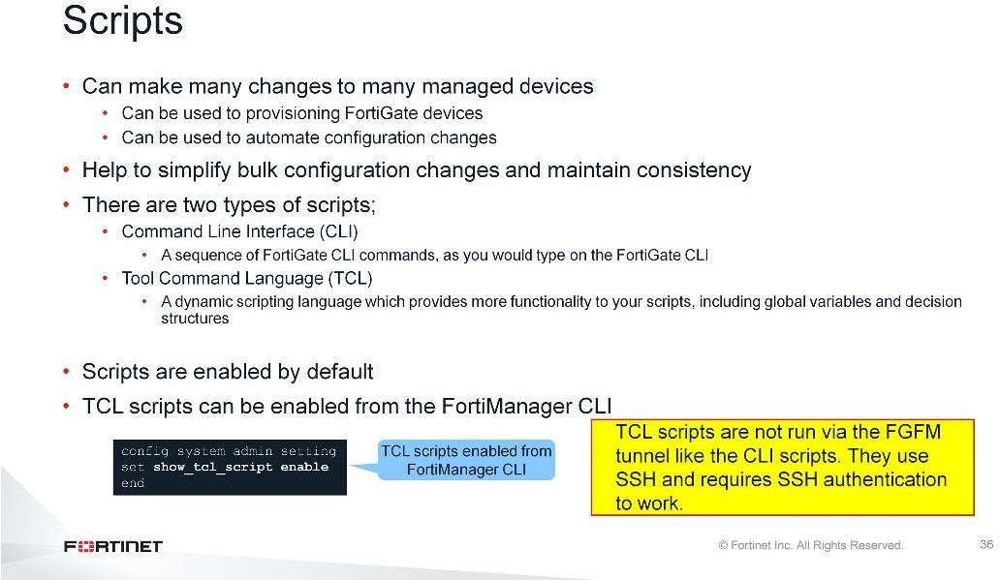 Scripts
• Can make many changes to many managed devices
• Can be used to provisioning FortiGate devices
• Can be used to automate configuration changes
• Help to simplify bulk configuration changes and maintain consistency
• There are two types of scripts;
• Command Line Interface (CLI)
• A sequence of FortiGate CLI commands, as you would type on the FortiGate CLI
• Tool Command Language (TCL)
• A dynamic scripting language which provides more functionality to your scripts, including global variables and decision
structures
• Scripts are enabled by default
• TCL scripts can be enabled from the FortiManager CLI
config system admin setting
set show_tcl_script enable
end
TCL scripts enabled from
FortiManager CLI
TCL scripts are not run via the FGFM
tunnel like the CLI scripts. They use
SSH and requires SSH authentication
to work.
FORTINET
© Fortinet Inc. All Rights Reserved.
36